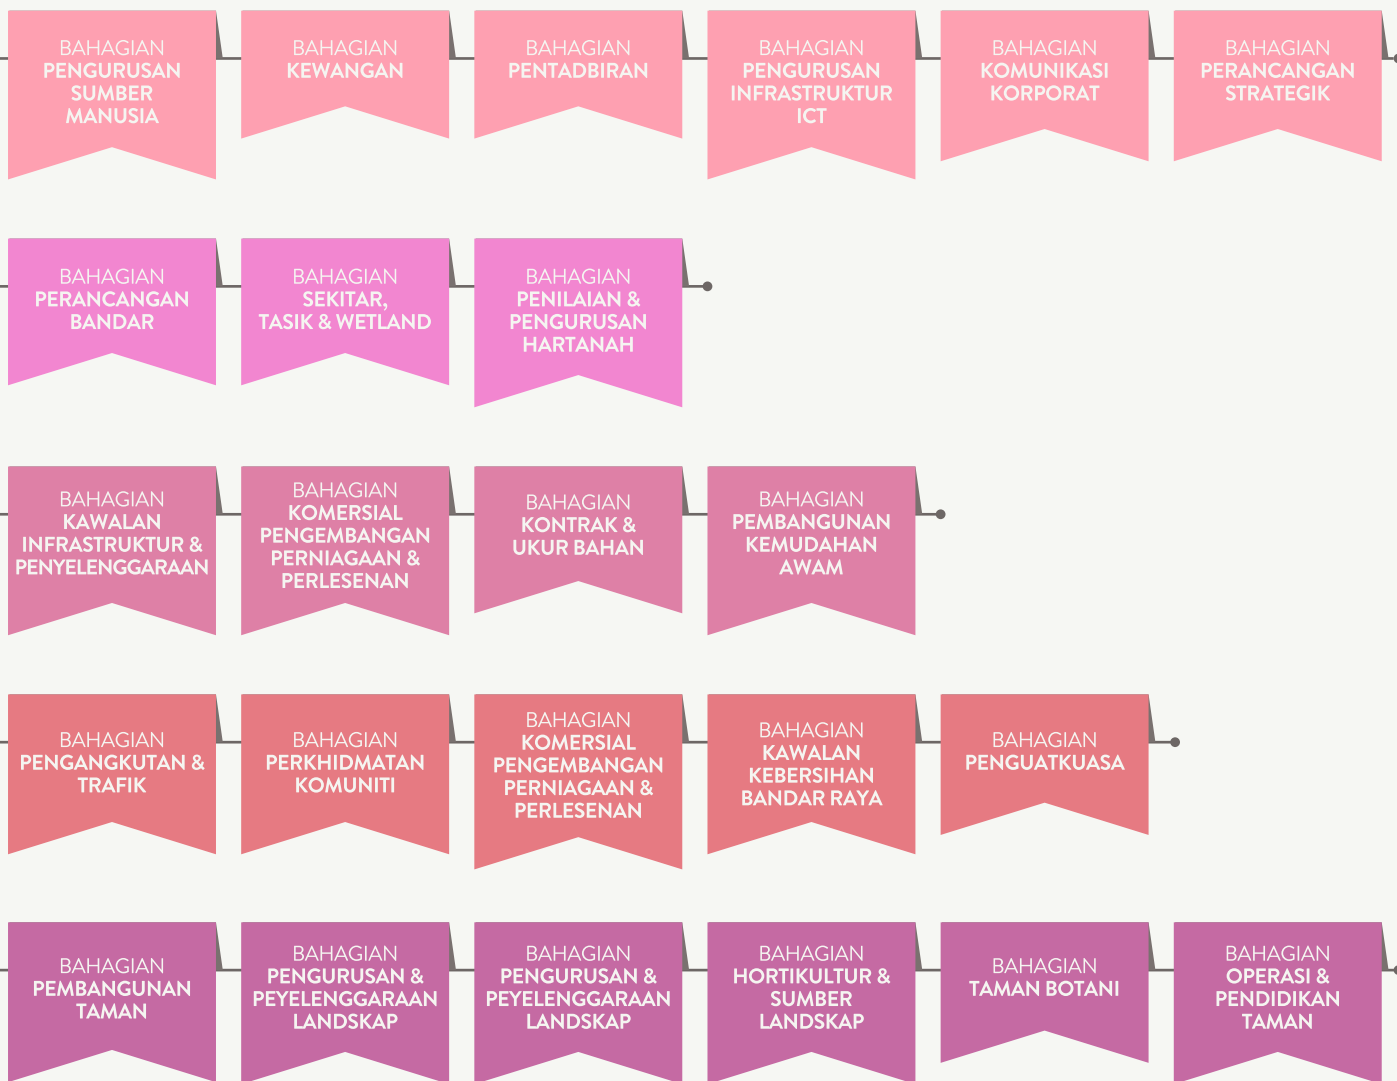 BAHAGIAN
PENGURUSAN
SUMBER
MANUSIA
BAHAGIAN
KEWANGAN
BAHAGIAN
PENTADBIRAN
BAHAGIAN
PENGURUSAN
INFRASTRUKTUR
ICT
BAHAGIAN
KOMUNIKASI
KORPORAT
BAHAGIAN
PERANCANGAN
STRATEGIK
BAHAGIAN
PERANCANGAN
BANDAR
BAHAGIAN
SEKITAR,
TASIK & WETLAND
BAHAGIAN
PENILAIAN &
PENGURUSAN
HARTANAH
BAHAGIAN
KAWALAN
INFRASTRUKTUR &
PENYELENGGARAAN
BAHAGIAN
KOMERSIAL
PENGEMBANGAN
PERNIAGAAN &
PERLESENAN
BAHAGIAN
KONTRAK &
UKUR BAHAN
BAHAGIAN
PEMBANGUNAN
KEMUDAHAN
AWAM
BAHAGIAN
PENGANGKUTAN &
TRAFIK
BAHAGIAN
PERKHIDMATAN
KOMUNITI
BAHAGIAN
KOMERSIAL
PENGEMBANGAN
PERNIAGAAN &
PERLESENAN
BAHAGIAN
KAWALAN
KEBERSIHAN
BANDAR RAYA
BAHAGIAN
PENGUATKUASA
BAHAGIAN
PEMBANGUNAN
TAMAN
BAHAGIAN
PENGURUSAN &
PEYELENGGARAAN
LANDSKAP
BAHAGIAN
PENGURUSAN &
PEYELENGGARAAN
LANDSKAP
BAHAGIAN
HORTIKULTUR &
SUMBER
LANDSKAP
BAHAGIAN
TAMAN BOTANI
BAHAGIAN
OPERASI &
PENDIDIKAN
TAMAN